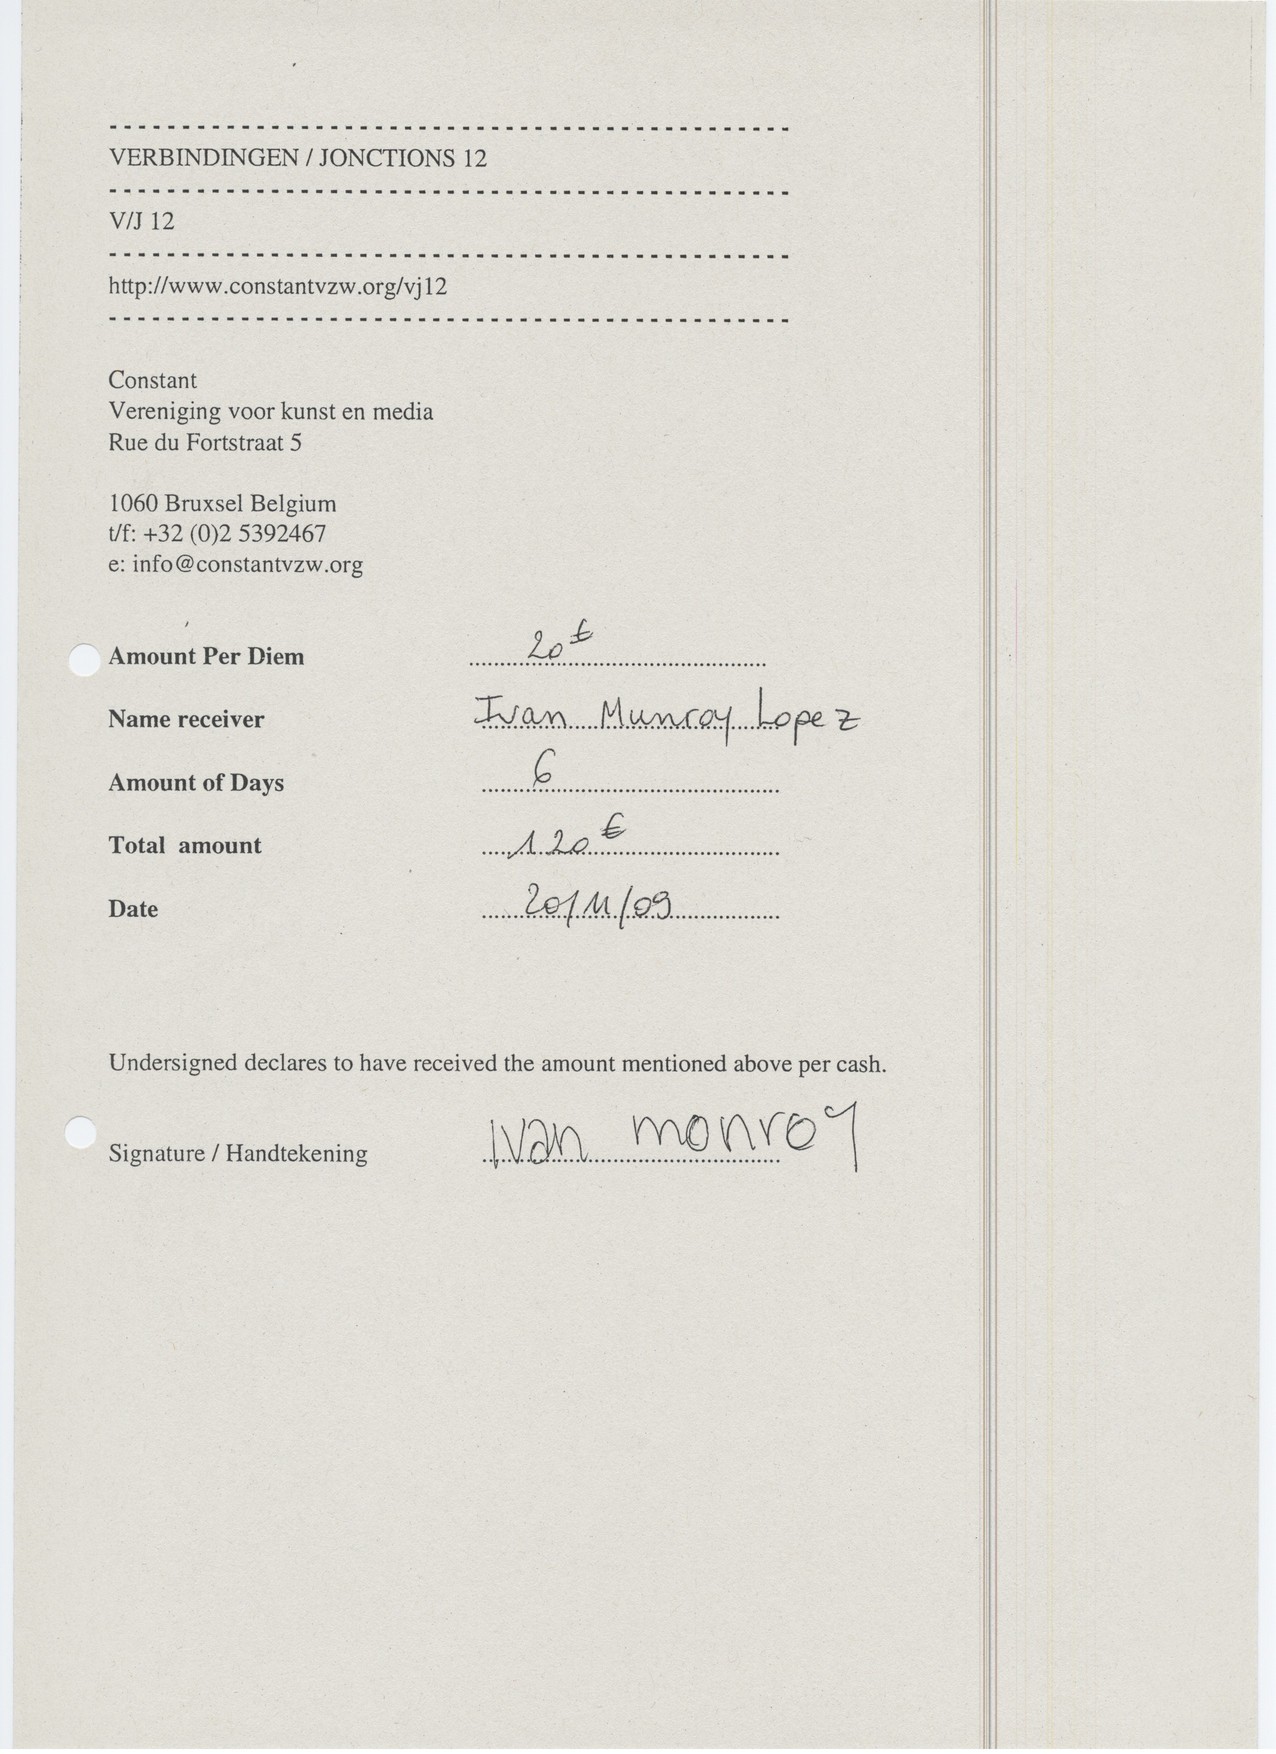 VERBINDINGEN / JONCTIONS 12
V/J 12
http://www.constantvzw.org/vj12
Constant
Vereniging voor kunst en media
Rue du Fortstraat 5
1060 Bruxsel Belgium
t/f: +32 (0)2 5392467
e: info@constantvzw.org
Amount Per Diem 20€
Name receiver Ivan Munroy Lopez
Amount of Days 6
Total amount 120€
Date 20/11/09
Undersigned declares to have received the amount mentioned above per cash.
Signature / Handtekening Ivan monroy